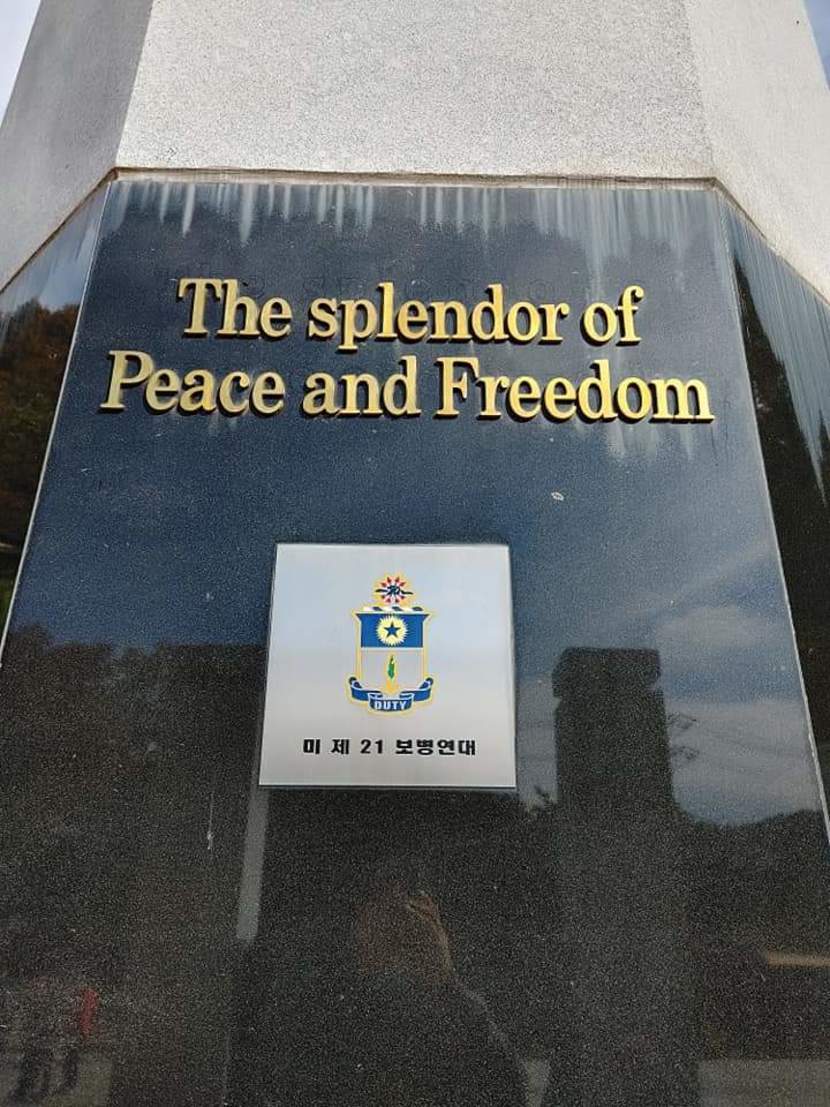 The splendor of
Peace and Freedom
DUTY
미 제 21 보병연대